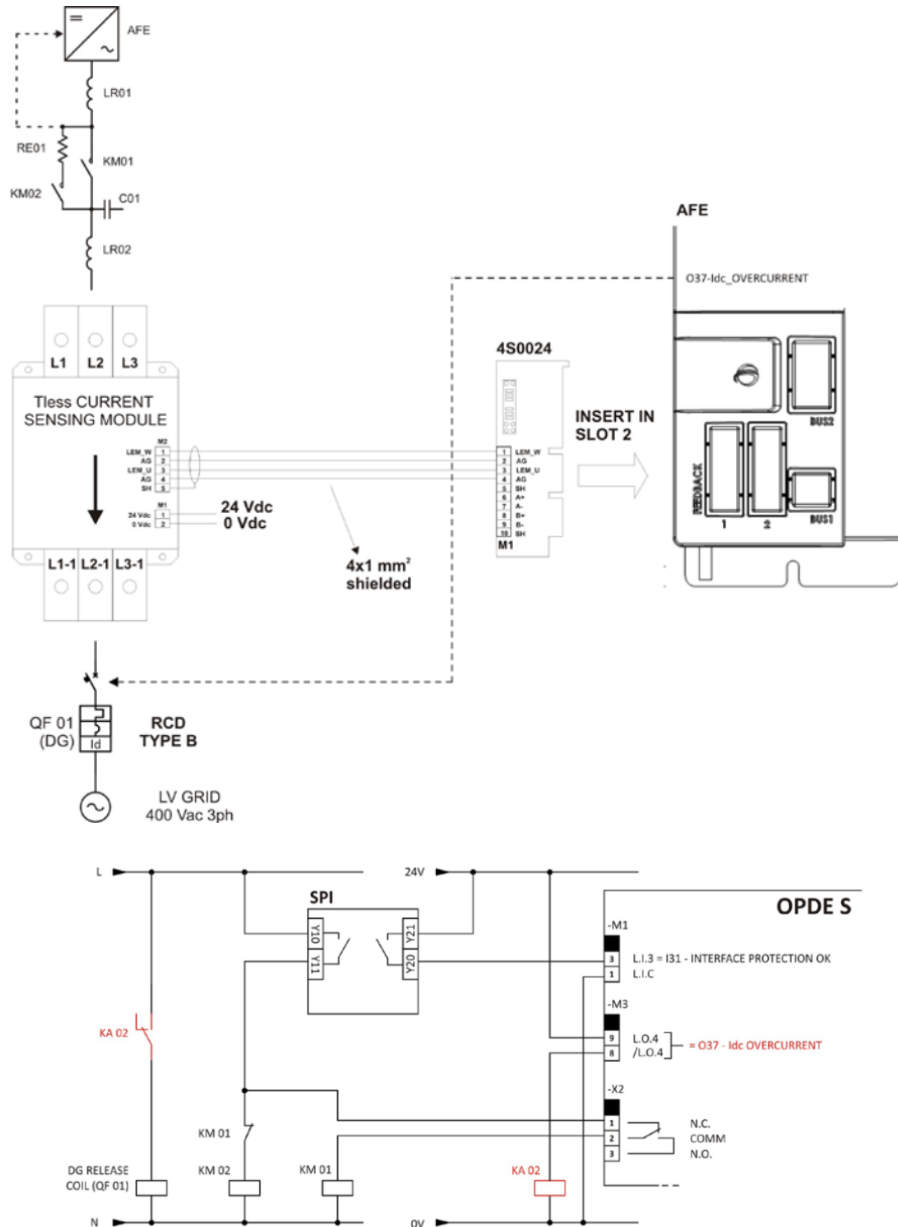 AFE
LR01
RE01
KM01
KM02
C01
LR02
AFE
O37-Idc_OVERCURRENT
L1 L2 L3
Tless CURRENT
SENSING MODULE
M2
LEM_W 1
AG 2
LEM_U 3
AG 4
SH 5
M1
24 Vdc 1
0 Vdc 2
24 Vdc
0 Vdc
L1-1 L2-1 L3-1
4x1 mm²
shielded
4S0024
1 LEM_W
2 AG
3 LEM_U
4 AG
5 SH
6 A+
7 A-
8 B+
9 B-
10 SH
M1
INSERT IN
SLOT 2
BUS2
FEEDBACK
1 2
BUS1
QF 01
(DG)
Id
RCD
TYPE B
LV GRID
400 Vac 3ph
L
24V
SPI
Y10
Y11
Y21
Y20
OPDE S
-M1
3 L.I.3 = I31 - INTERFACE PROTECTION OK
1 L.I.C
-M3
9 L.O.4
8 /L.O.4
= O37 - Idc OVERCURRENT
-X2
1 N.C.
2 COMM
3 N.O.
KA 02
KM 01
DG RELEASE
COIL (QF 01)
KM 02
KM 01
KA 02
N
0V